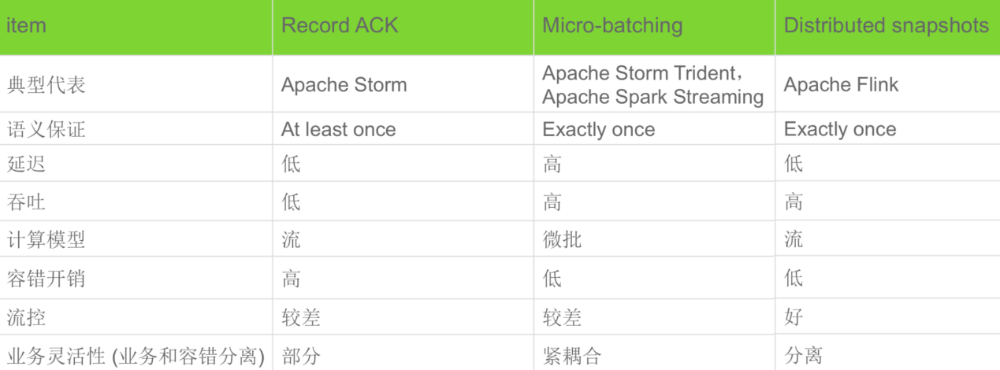 item Record ACK Micro-batching Distributed snapshots
典型代表 Apache Storm Apache Storm Trident， Apache Flink
Apache Spark Streaming
语义保证 At least once Exactly once Exactly once
延迟 低 高 低
吞吐 低 高 高
计算模型 流 微批 流
容错开销 高 低 低
流控 较差 较差 好
业务灵活性 (业务和容错分离) 部分 紧耦合 分离